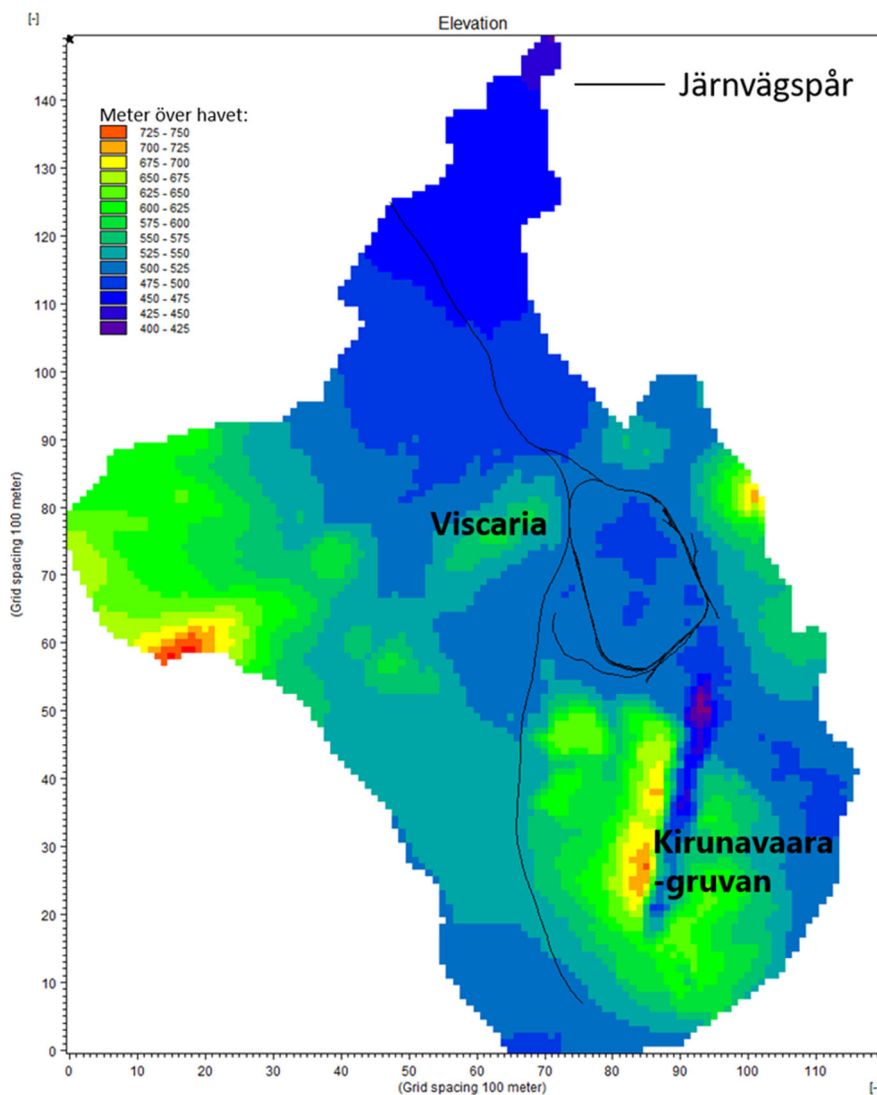 [-]
Elevation
Järnvägspår
Meter över havet:
725 - 750
700 - 725
675 - 700
650 - 675
625 - 650
600 - 625
575 - 600
550 - 575
525 - 550
500 - 525
475 - 500
450 - 475
425 - 450
400 - 425
140
130
120
110
100
90
80
70
60
50
40
30
20
10
0
(Grid spacing 100 meter)
Viscaria
Kirunavaara
-gruvan
0 10 20 30 40 50 60 70 80 90 100 110
(Grid spacing 100 meter)
[-